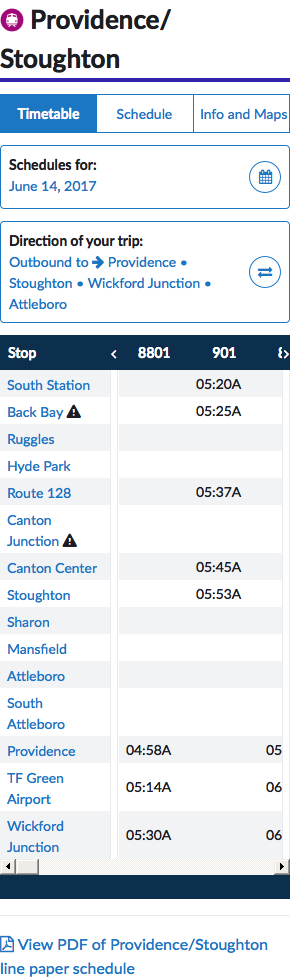 Providence/
Stoughton
Timetable Schedule Info and Maps
Schedules for:
June 14, 2017
Direction of your trip:
Outbound to → Providence •
Stoughton • Wickford Junction •
Attleboro
Stop ‹ 8801 901 ›
South Station 05:20A
Back Bay 05:25A
Ruggles
Hyde Park
Route 128 05:37A
Canton
Junction
Canton Center 05:45A
Stoughton 05:53A
Sharon
Mansfield
Attleboro
South
Attleboro
Providence 04:58A 05
TF Green
Airport 05:14A 06
Wickford
Junction 05:30A 06
View PDF of Providence/Stoughton
line paper schedule